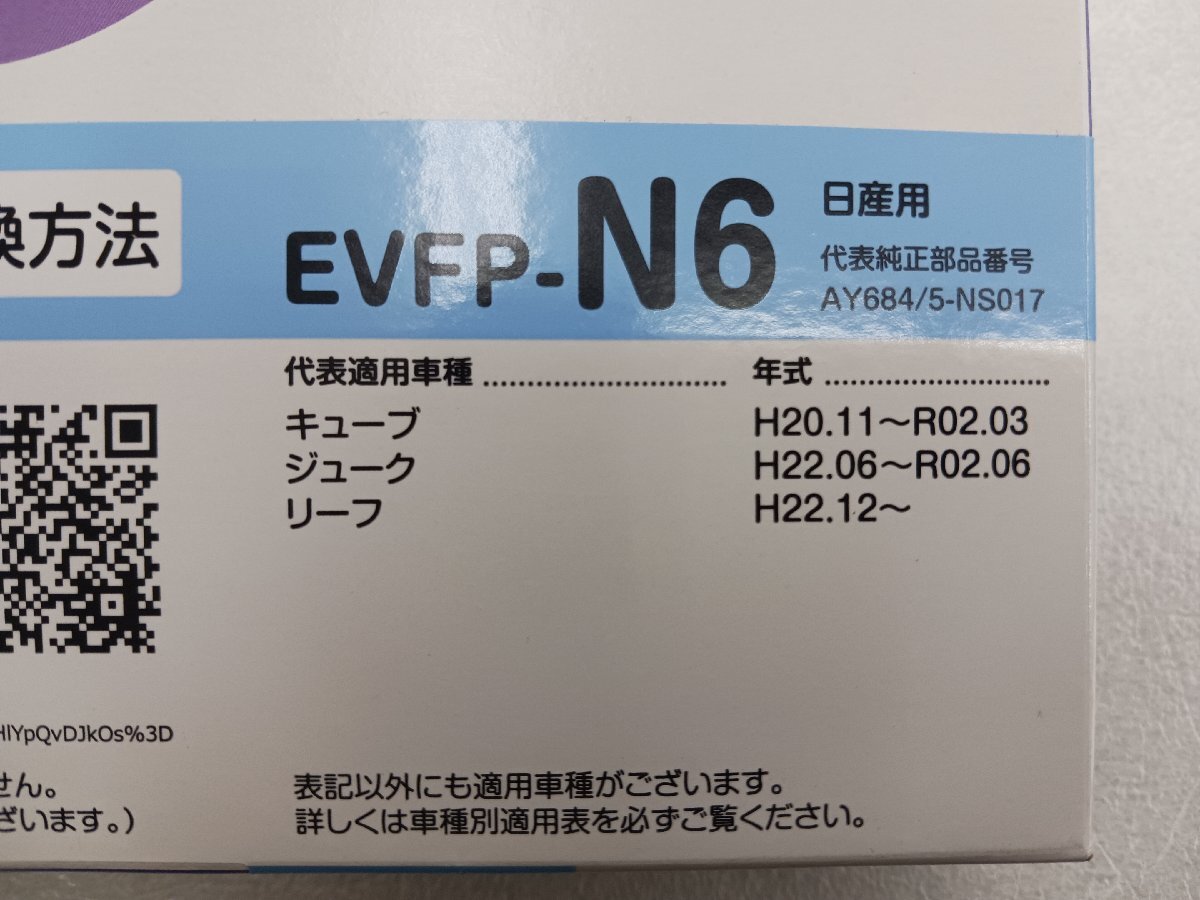 換方法
EVFP-N6
日産用
代表純正部品番号
AY684/5-NS017
代表適用車種 年式
キューブ H20.11～R02.03
ジューク H22.06～R02.06
リーフ H22.12～
HlYpQvDJkOs%3D
せん。
ざいます。）
表記以外にも適用車種がございます。
詳しくは車種別適用表を必ずご覧ください。